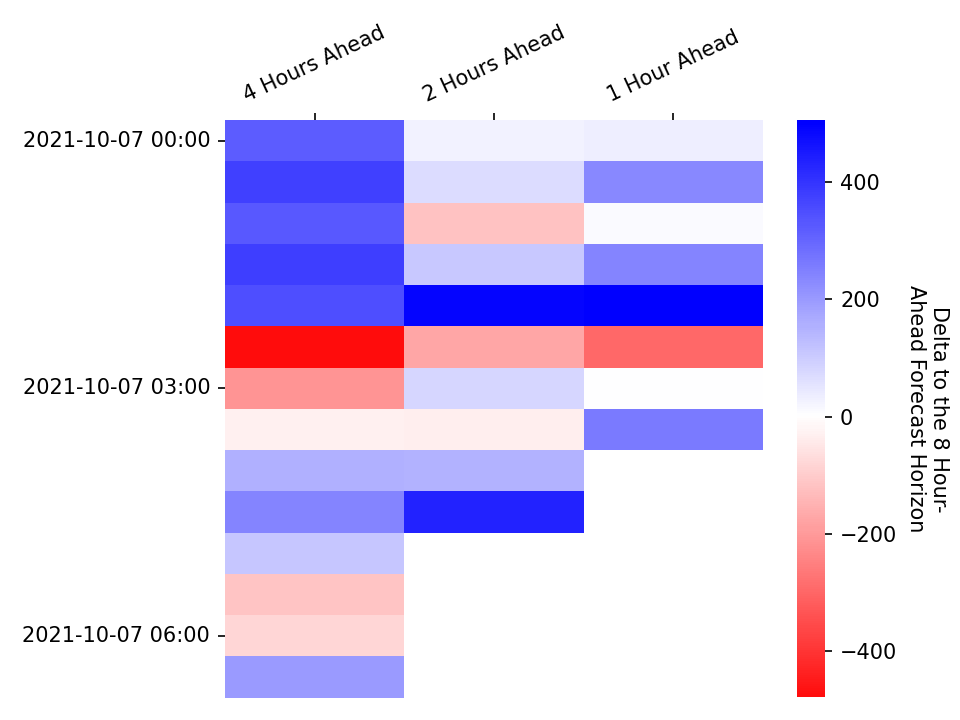 4 Hours Ahead
2 Hours Ahead
1 Hour Ahead
2021-10-07 00:00
2021-10-07 03:00
2021-10-07 06:00
400
200
0
−200
−400
Delta to the 8 Hour-
Ahead Forecast Horizon